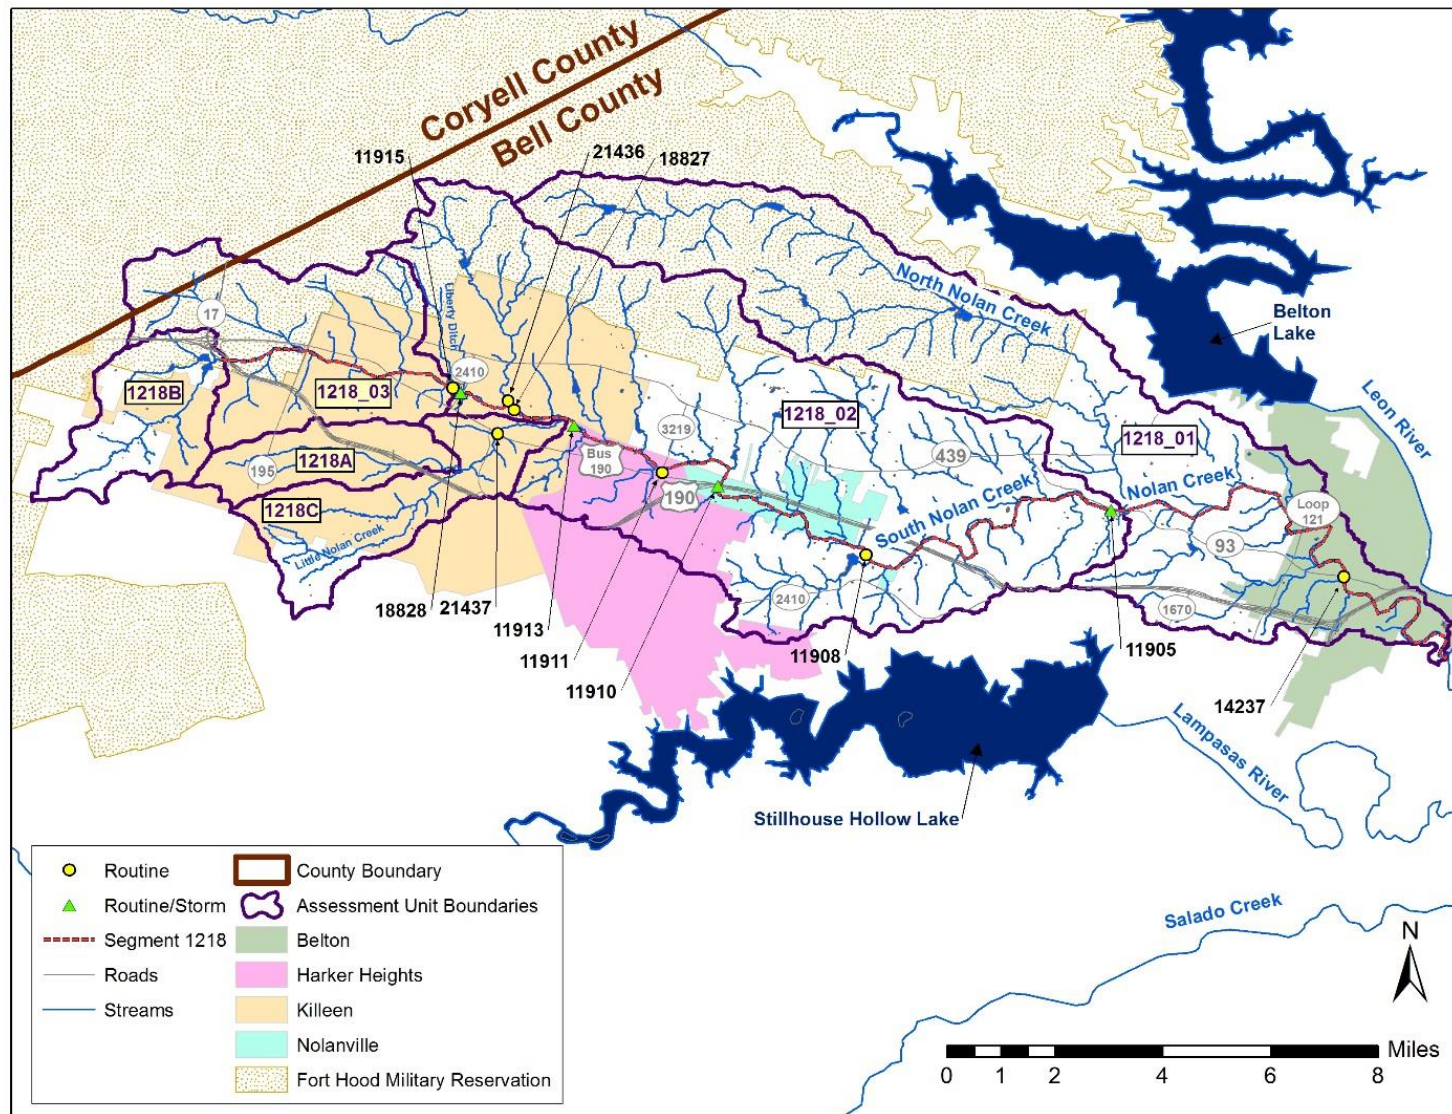 Coryell County
Bell County
11915
21436
18827
North Nolan Creek
Belton
Lake
Leon River
17
Liberty Ditch
2410
1218B
1218_03
1218_02
1218_01
3219
439
Bus
190
195
1218A
190
Nolan Creek
Loop
121
1218C
Little Nolan Creek
South Nolan Creek
93
2410
1670
18828
21437
11913
11911
11910
11908
11905
14237
Lampasas River
Stillhouse Hollow Lake
Salado Creek
Routine
County Boundary
Routine/Storm
Assessment Unit Boundaries
Segment 1218
Belton
Roads
Harker Heights
Streams
Killeen
Nolanville
Fort Hood Military Reservation
N
Miles
0 2 4 6 8